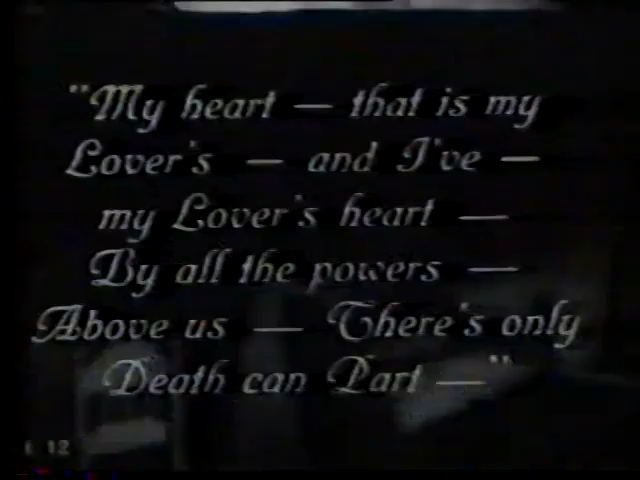 "My heart — that is my
Lover's — and I've —
my Lover's heart —
By all the powers —
Above us — There's only
Death can Part —"
12